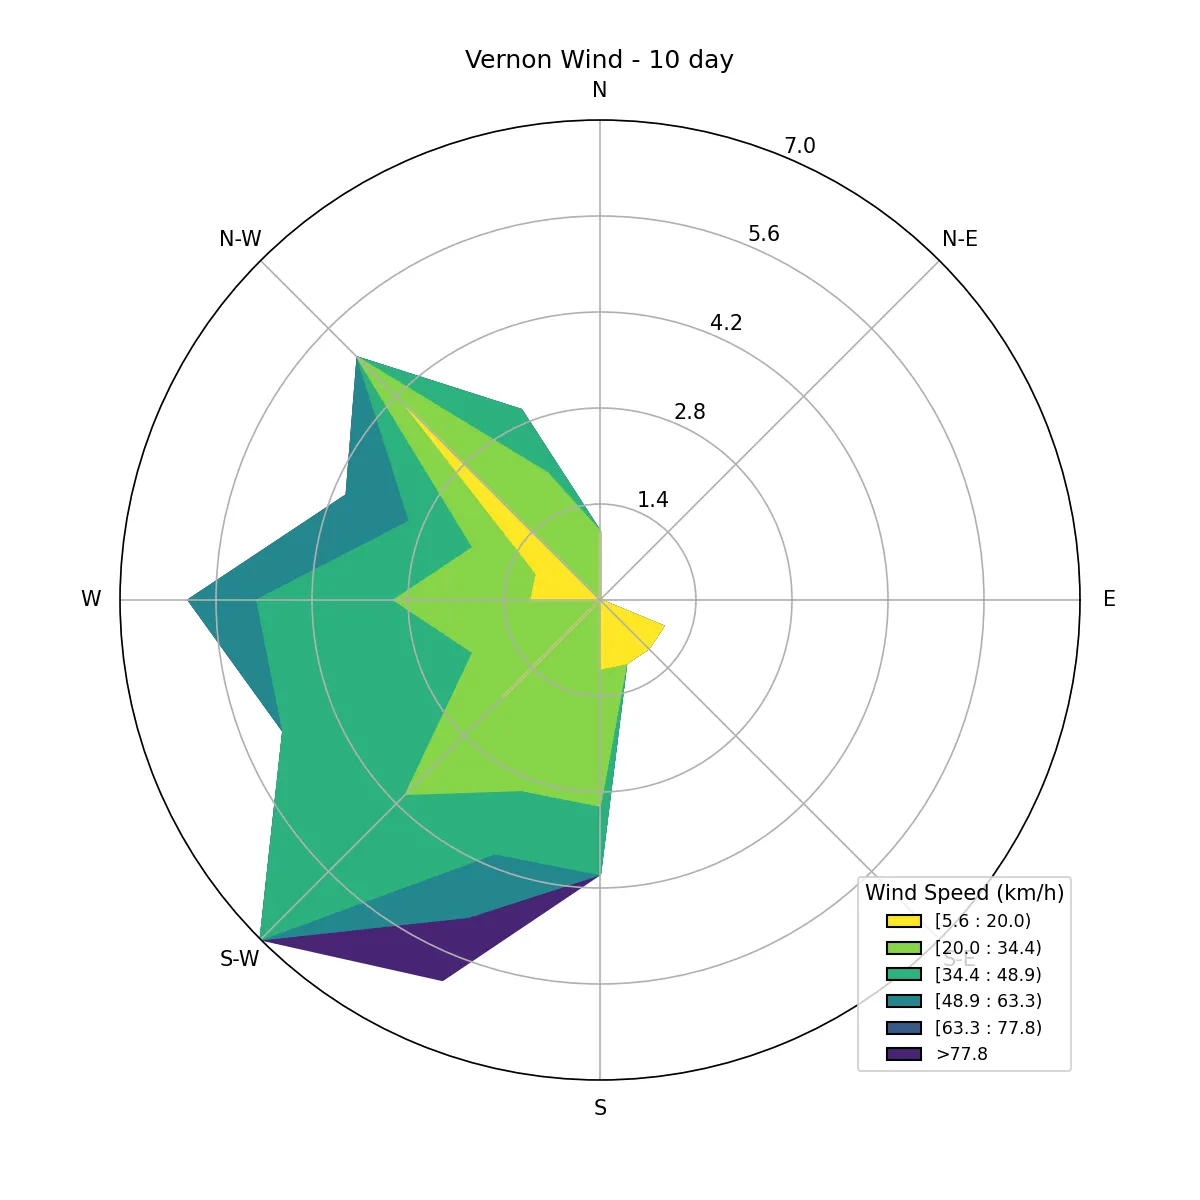 Vernon Wind - 10 day
N
7.0
N-W
5.6
N-E
4.2
2.8
1.4
W
E
Wind Speed (km/h)
[5.6 : 20.0)
[20.0 : 34.4)
S-W
S-E
[34.4 : 48.9)
[48.9 : 63.3)
[63.3 : 77.8)
>77.8
S